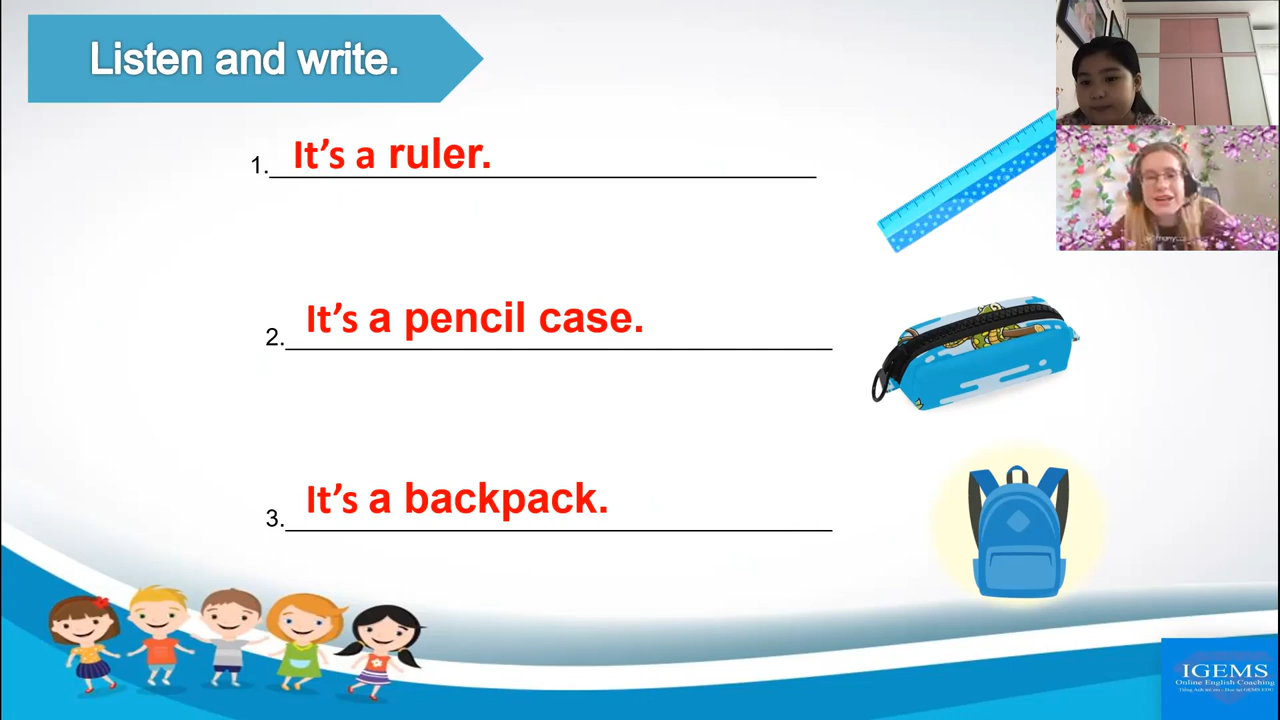 Listen and write.
1. It's a ruler.
2. It's a pencil case.
3. It's a backpack.
IGEMS
Online English Coaching